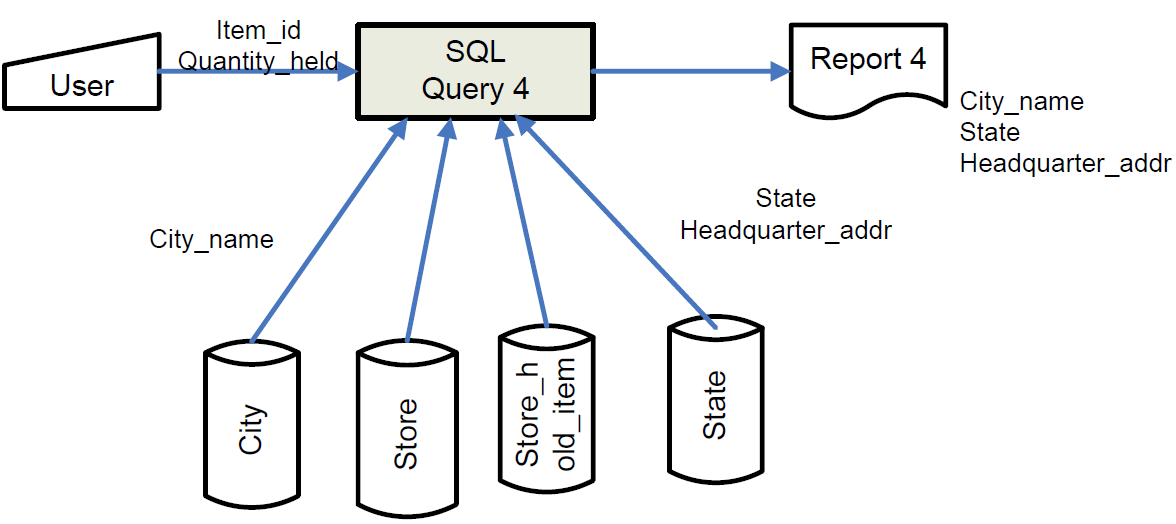 Item_id
Quantity_held
User
SQL
Query 4
Report 4
City_name
State
Headquarter_addr
City_name
State
Headquarter_addr
City
Store
Store_h
old_item
State